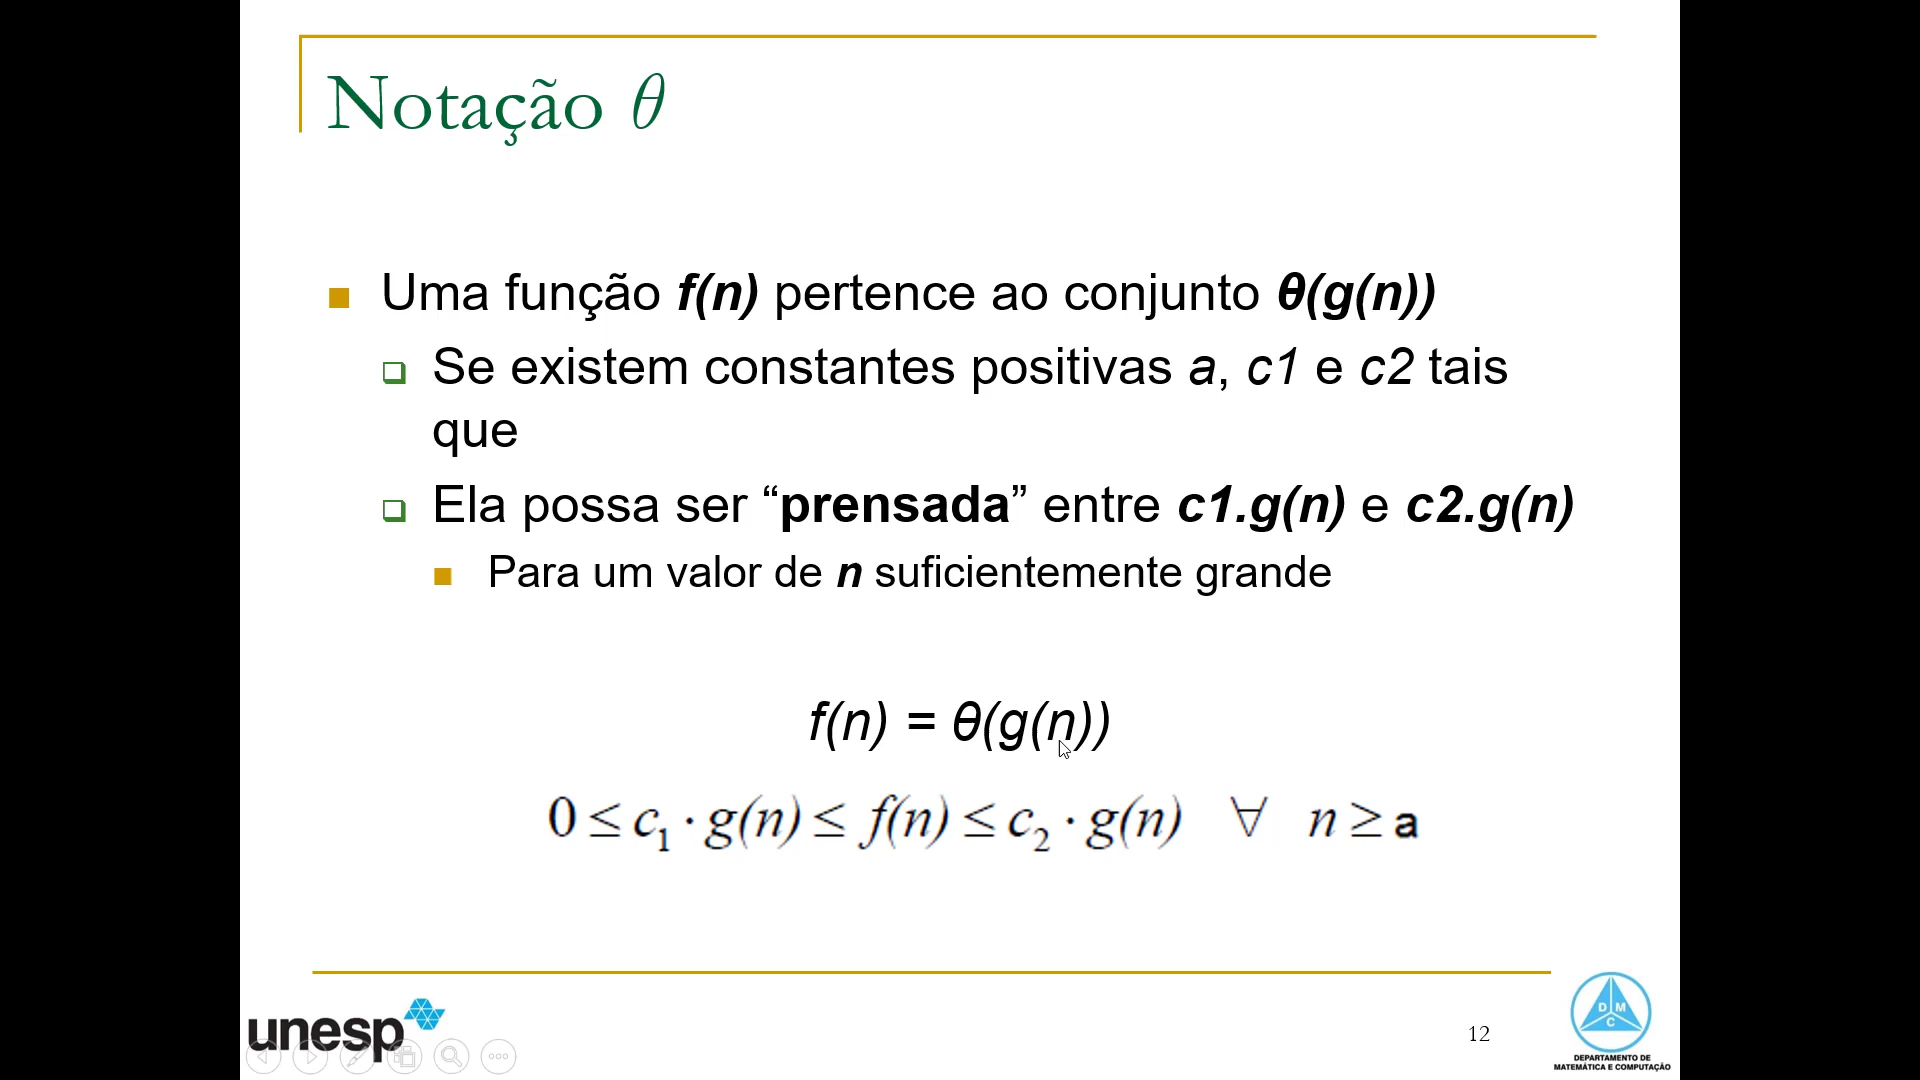 Notação θ
Uma função f(n) pertence ao conjunto θ(g(n))
Se existem constantes positivas a, c1 e c2 tais
que
Ela possa ser “prensada” entre c1.g(n) e c2.g(n)
Para um valor de n suficientemente grande
f(n) = θ(g(n))
0 ≤ c₁ · g(n) ≤ f(n) ≤ c₂ · g(n) ∀ n ≥ a
unesp
12
D M
C
DEPARTAMENTO DE
MATEMÁTICA E COMPUTAÇÃO